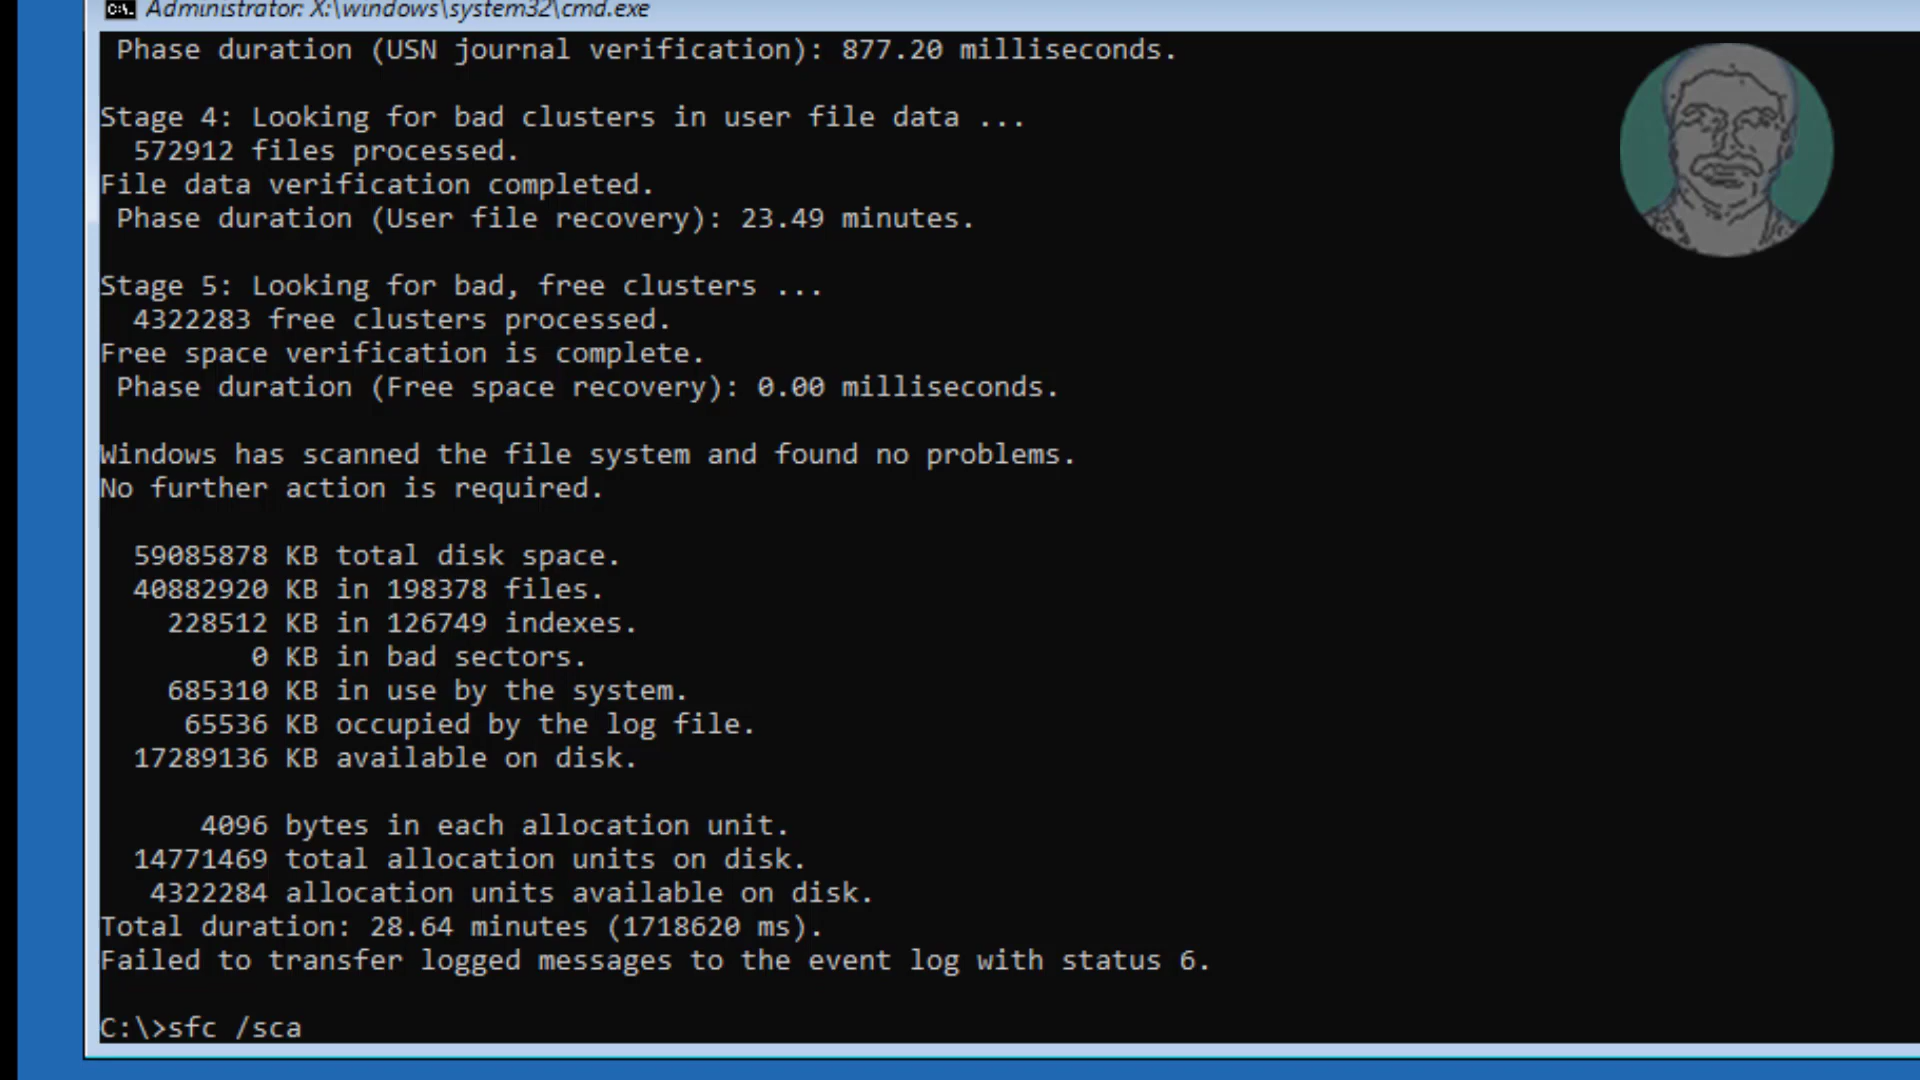 Administrator: X:\windows\system32\cmd.exe
Phase duration (USN journal verification): 877.20 milliseconds.
Stage 4: Looking for bad clusters in user file data ...
572912 files processed.
File data verification completed.
Phase duration (User file recovery): 23.49 minutes.
Stage 5: Looking for bad, free clusters ...
4322283 free clusters processed.
Free space verification is complete.
Phase duration (Free space recovery): 0.00 milliseconds.
Windows has scanned the file system and found no problems.
No further action is required.
59085878 KB total disk space.
40882920 KB in 198378 files.
228512 KB in 126749 indexes.
0 KB in bad sectors.
685310 KB in use by the system.
65536 KB occupied by the log file.
17289136 KB available on disk.
4096 bytes in each allocation unit.
14771469 total allocation units on disk.
4322284 allocation units available on disk.
Total duration: 28.64 minutes (1718620 ms).
Failed to transfer logged messages to the event log with status 6.
C:\>sfc /sca